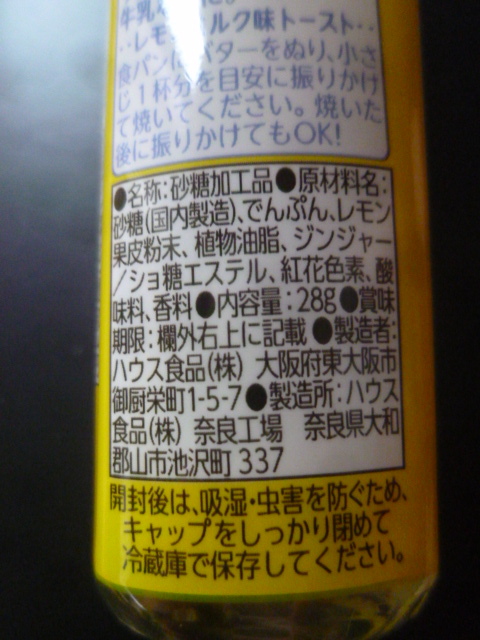 牛乳
‥レモ ルク味トースト‥
食パンにバターをぬり、小さ
じ1杯分を目安に振りかけ
て焼いてください。焼いた
後に振りかけてもOK!
●名称:砂糖加工品●原材料名:
砂糖(国内製造)、でんぷん、レモン
果皮粉末、植物油脂、ジンジャー
/ショ糖エステル、紅花色素、酸
味料、香料●内容量:28g●賞味
期限:欄外右上に記載●製造者:
ハウス食品(株) 大阪府東大阪市
御厨栄町1-5-7●製造所:ハウス
食品(株) 奈良工場 奈良県大和
郡山市池沢町 337
開封後は、吸湿・虫害を防ぐため、
キャップをしっかり閉めて
冷蔵庫で保存してください。